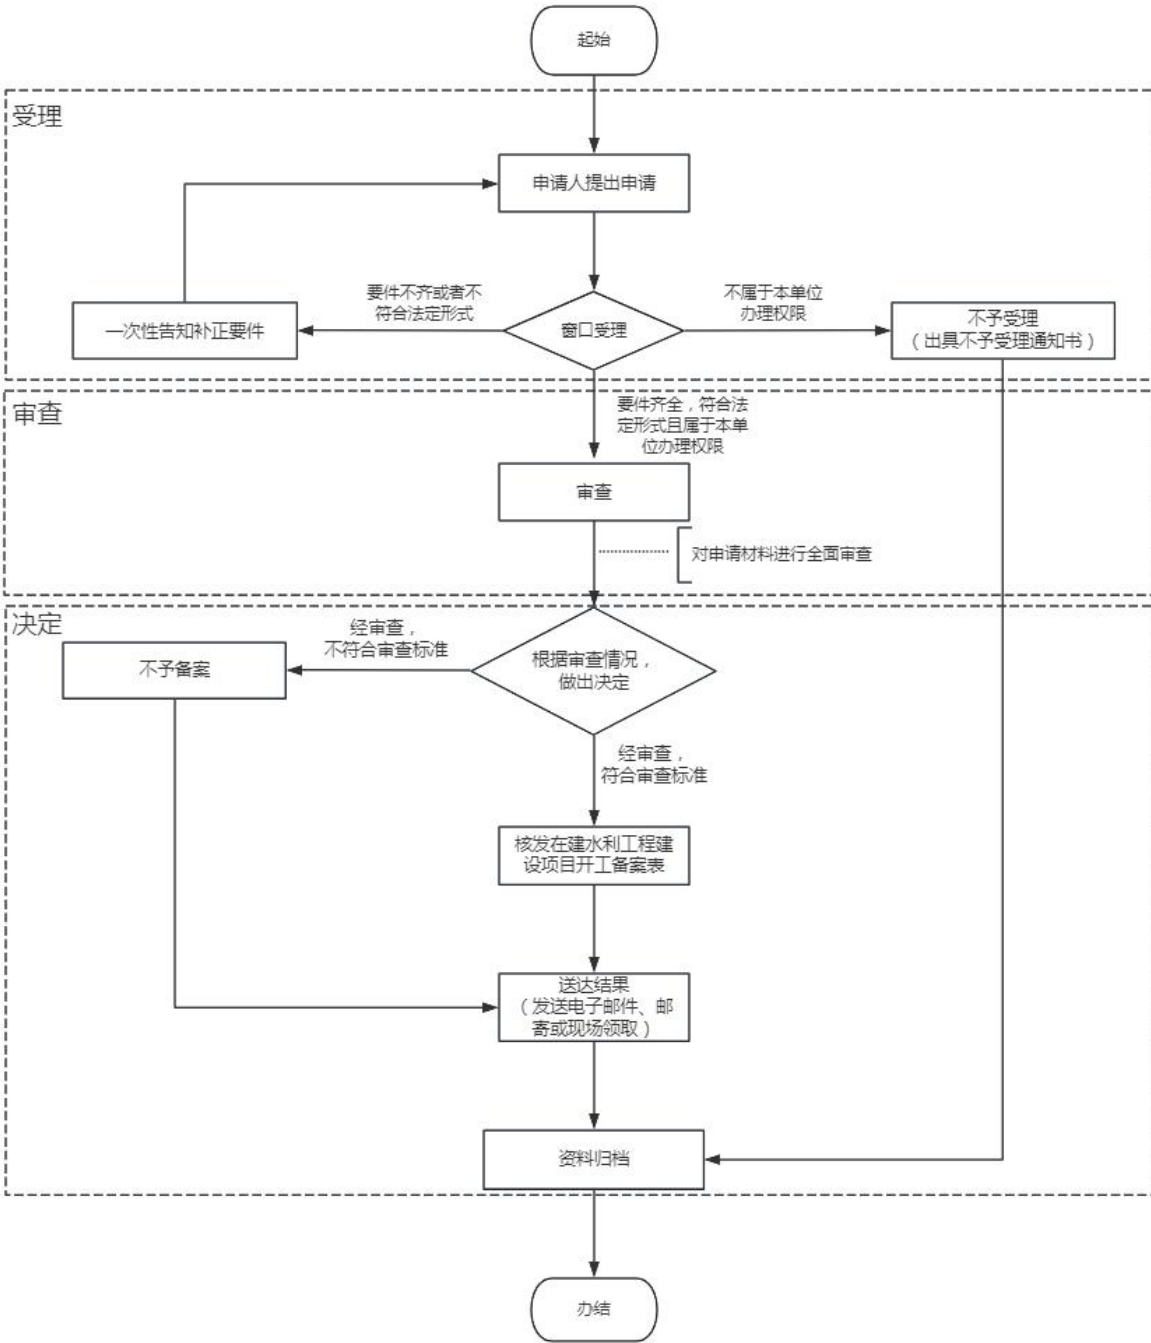 起始
受理
申请人提出申请
要件不齐或者不
符合法定形式
不属于本单位
办理权限
一次性告知补正要件
窗口受理
不予受理
（出具不予受理通知书）
审查
要件齐全，符合法
定形式且属于本单
位办理权限
审查
对申请材料进行全面审查
决定
经审查，
不符合审查标准
不予备案
根据审查情况，
做出决定
经审查，
符合审查标准
核发在建水利工程建
设项目开工备案表
送达结果
（发送电子邮件、邮
寄或现场领取）
资料归档
办结